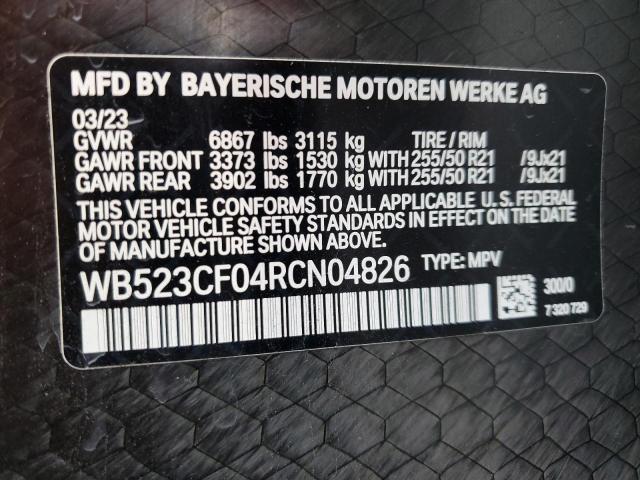 MFD BY BAYERISCHE MOTOREN WERKE AG
03/23
GVWR 6867 lbs 3115 kg TIRE / RIM
GAWR FRONT 3373 lbs 1530 kg WITH 255/50 R21 /9Jx21
GAWR REAR 3902 lbs 1770 kg WITH 255/50 R21 /9Jx21
THIS VEHICLE CONFORMS TO ALL APPLICABLE U. S. FEDERAL
MOTOR VEHICLE SAFETY STANDARDS IN EFFECT ON THE DATE
OF MANUFACTURE SHOWN ABOVE.
WB523CF04RCN04826 TYPE: MPV
300/0
7 320 729